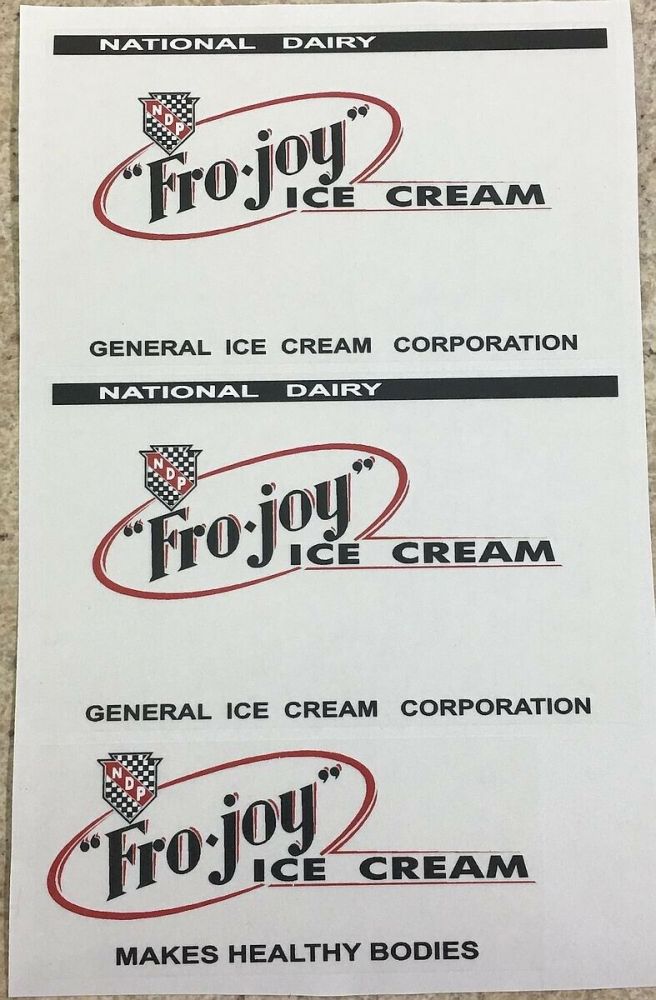 NATIONAL DAIRY
NDP
"Fro-joy"
ICE CREAM
GENERAL ICE CREAM CORPORATION
NATIONAL DAIRY
NDP
"Fro-joy"
ICE CREAM
GENERAL ICE CREAM CORPORATION
NDP
"Fro-joy"
ICE CREAM
MAKES HEALTHY BODIES